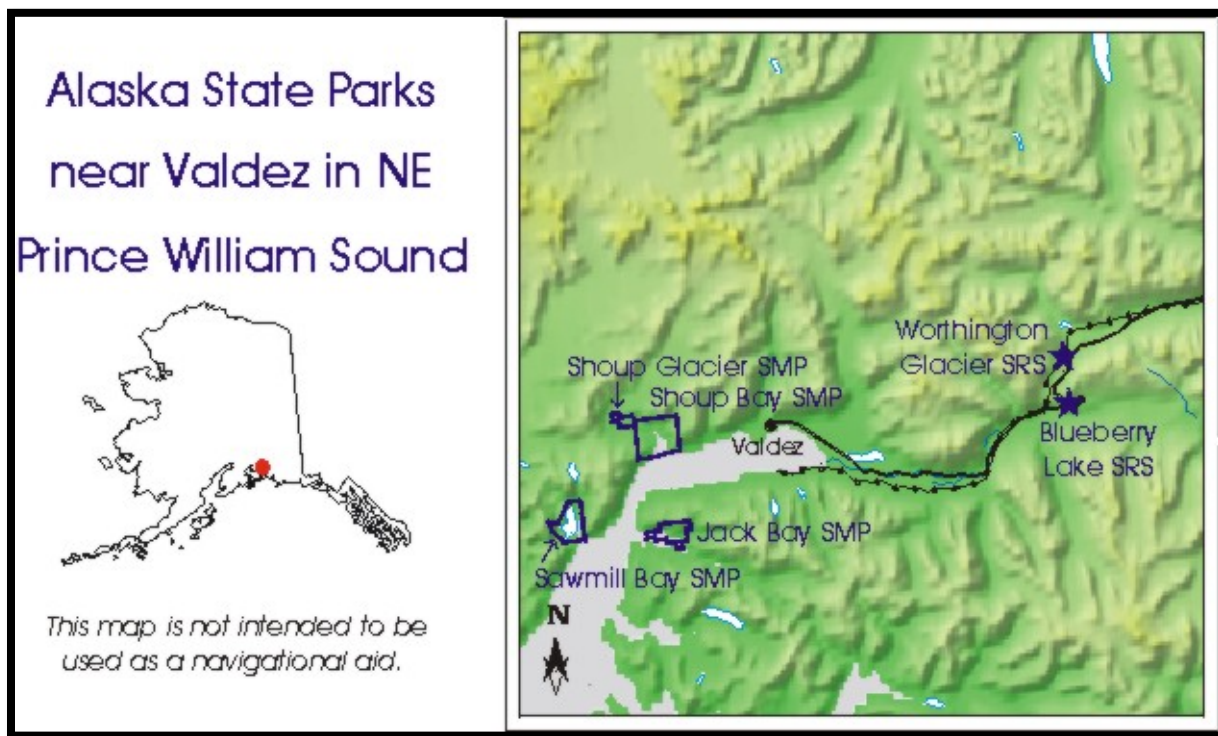 Alaska State Parks
near Valdez in NE
Prince William Sound
This map is not intended to be
used as a navigational aid.
Worthington
Glacier SRS
Shoup Glacier SMP
Shoup Bay SMP
Valdez
Blueberry
Lake SRS
Jack Bay SMP
Sawmill Bay SMP
N